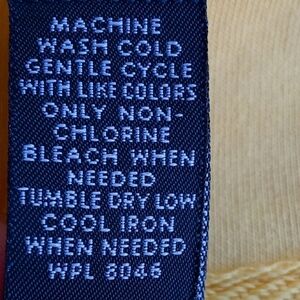 MACHINE
WASH COLD
GENTLE CYCLE
WITH LIKE COLORS
ONLY NON-
CHLORINE
BLEACH WHEN
NEEDED
TUMBLE DRY LOW
COOL IRON
WHEN NEEDED
WPL 8046